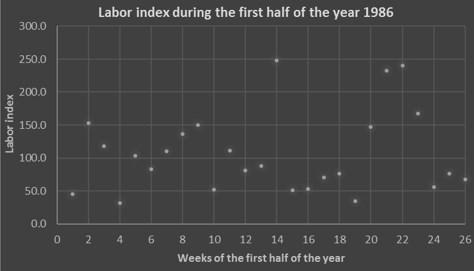 Labor index during the first half of the year 1986
300.0
250.0
200.0
150.0
100.0
50.0
0.0
Labor index
0 2 4 6 8 10 12 14 16 18 20 22 24 26
Weeks of the first half of the year